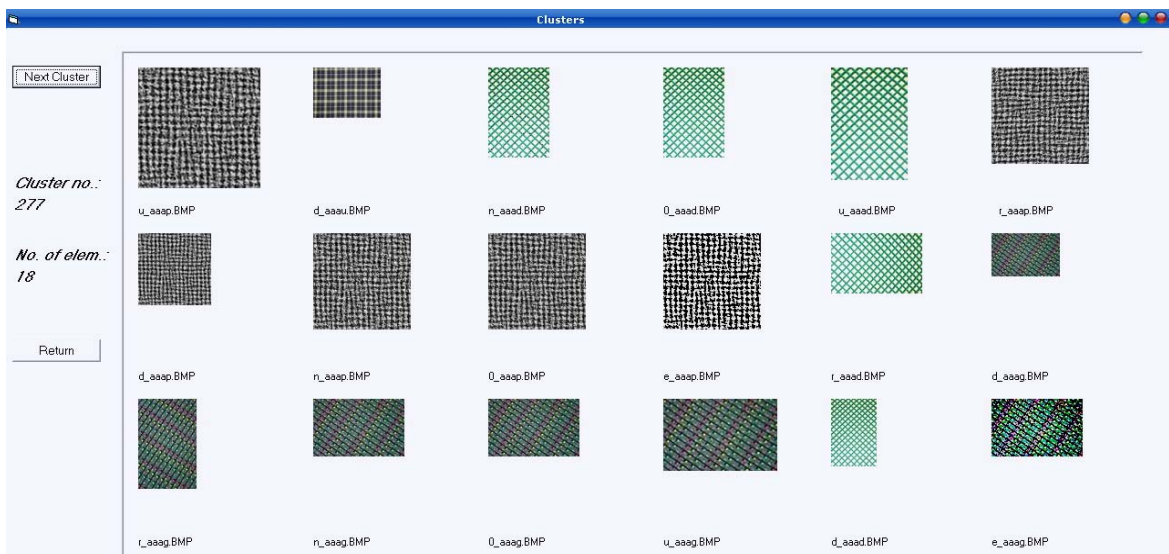 Clusters
Next Cluster
Cluster no.:
277
No. of elem.:
18
Return
u_aaap.BMP d_aaau.BMP n_aaad.BMP 0_aaad.BMP u_aaad.BMP r_aaap.BMP
d_aaap.BMP n_aaap.BMP 0_aaap.BMP e_aaap.BMP r_aaad.BMP d_aaag.BMP
r_aaag.BMP n_aaag.BMP 0_aaag.BMP u_aaag.BMP d_aaad.BMP e_aaag.BMP